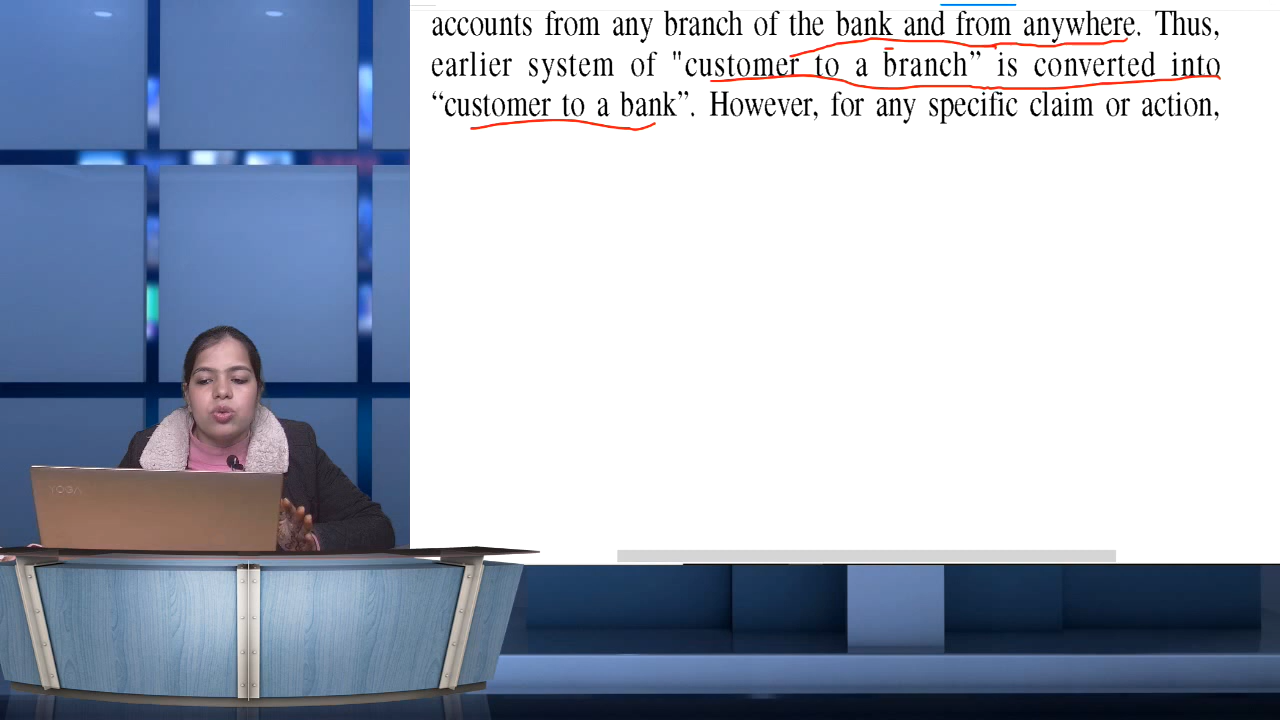 accounts from any branch of the bank and from anywhere. Thus,
earlier system of "customer to a branch” is converted into
“customer to a bank”. However, for any specific claim or action,
YOGA